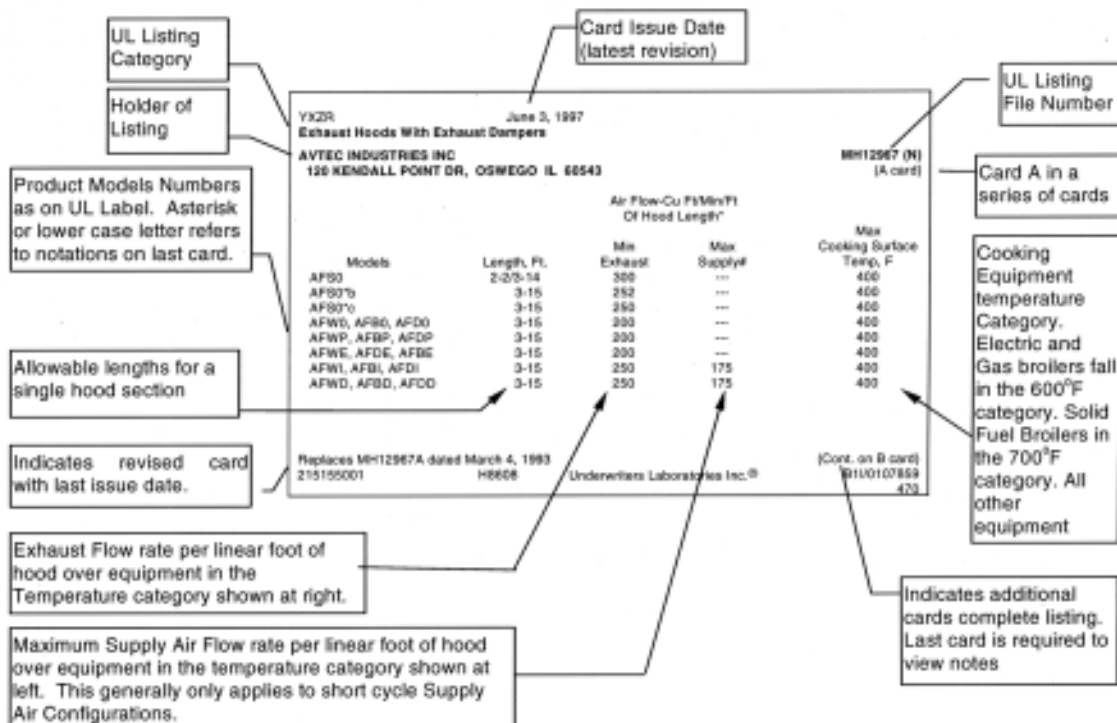 UL Listing
Category
Card Issue Date
(latest revision)
UL Listing
File Number
Holder of
Listing
Product Models Numbers
as on UL Label. Asterisk
or lower case letter refers
to notations on last card.
Card A in a
series of cards
YXZR June 3, 1997
Exhaust Hoods With Exhaust Dampers
AVTEC INDUSTRIES INC MH12967 (N)
120 KENDALL POINT DR, OSWEGO IL 60543 (A card)
Air Flow-Cu Ft/Min/Ft
Of Hood Length*
Max
Min Max Cooking Surface
Models Length, Ft. Exhaust Supply# Temp, F
AFS0 2-2/3-14 300 --- 400
AFS0*b 3-15 252 --- 400
AFS0*c 3-15 250 --- 400
AFW0, AFB0, AFD0 3-15 200 --- 400
AFWP, AFBP, AFDP 3-15 200 --- 400
AFWE, AFDE, AFBE 3-15 200 --- 400
AFWI, AFBI, AFDI 3-15 250 175 400
AFWD, AFBD, AFDD 3-15 250 175 400
Replaces MH12967A dated March 4, 1993 (Cont. on B card)
215155001 H8608 Underwriters Laboratories Inc.® B1I/0107859
470
Allowable lengths for a
single hood section
Indicates revised card
with last issue date.
Cooking
Equipment
temperature
Category.
Electric and
Gas broilers fall
in the 600°F
category. Solid
Fuel Broilers in
the 700°F
category. All
other
equipment
Exhaust Flow rate per linear foot of
hood over equipment in the
Temperature category shown at right.
Indicates additional
cards complete listing.
Last card is required to
view notes
Maximum Supply Air Flow rate per linear foot of hood
over equipment in the temperature category shown at
left. This generally only applies to short cycle Supply
Air Configurations.